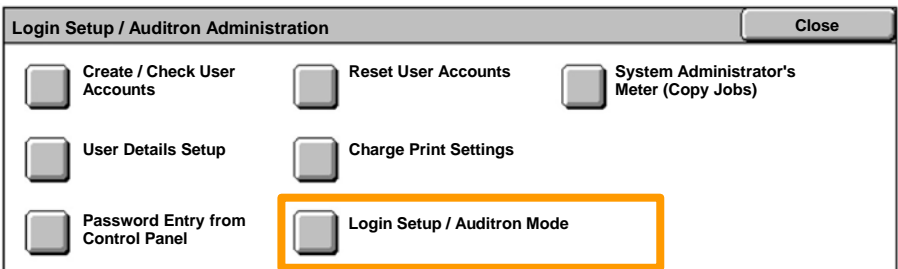 Login Setup / Auditron Administration
Close
Create / Check User
Accounts
Reset User Accounts
System Administrator's
Meter (Copy Jobs)
User Details Setup
Charge Print Settings
Password Entry from
Control Panel
Login Setup / Auditron Mode